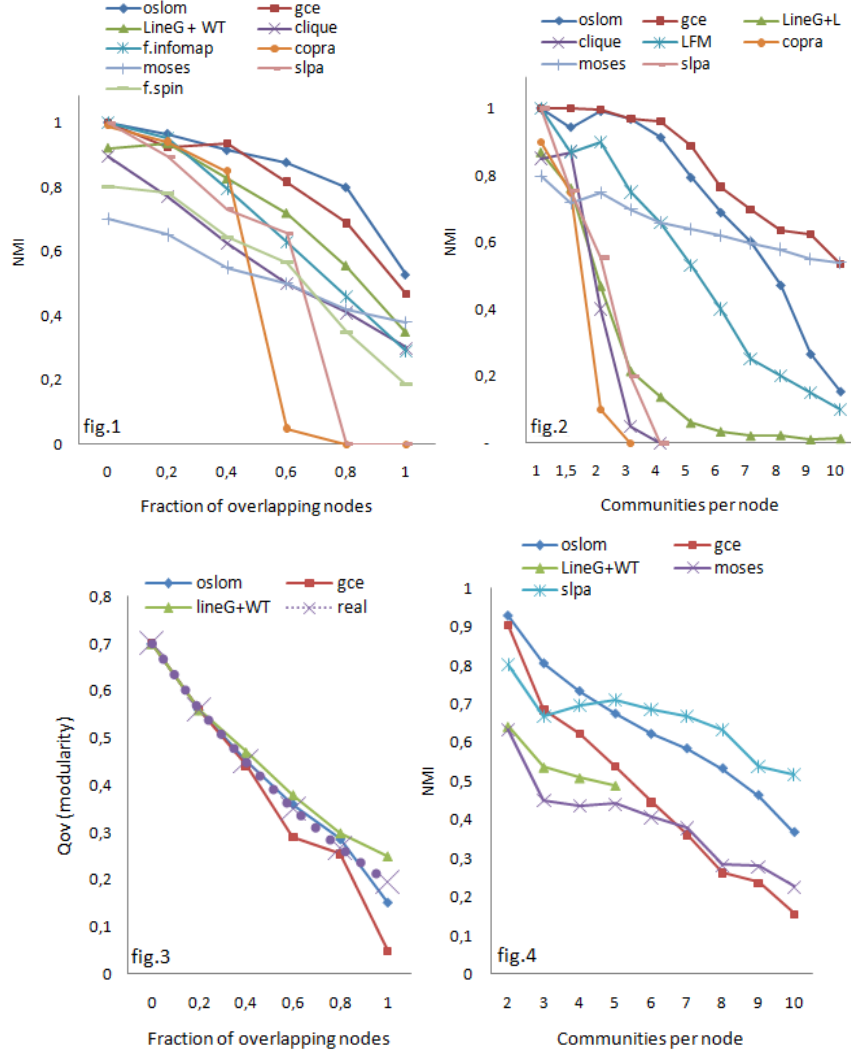 oslom gce
LineG + WT clique
f.infomap copra
moses slpa
f.spin
NMI
1
0,8
0,6
0,4
0,2
0
fig.1
0 0,2 0,4 0,6 0,8 1
Fraction of overlapping nodes
oslom gce LineG+L
clique LFM copra
moses slpa
NMI
1
0,8
0,6
0,4
0,2
-
fig.2
1 1,5 2 3 4 5 6 7 8 9 10
Communities per node
oslom gce
lineG+WT real
Qov (modularity)
0,8
0,7
0,6
0,5
0,4
0,3
0,2
0,1
0
fig.3
0 0,2 0,4 0,6 0,8 1
Fraction of overlapping nodes
oslom gce
LineG+WT moses
slpa
NMI
1
0,9
0,8
0,7
0,6
0,5
0,4
0,3
0,2
0,1
0
fig.4
2 3 4 5 6 7 8 9 10
Communities per node